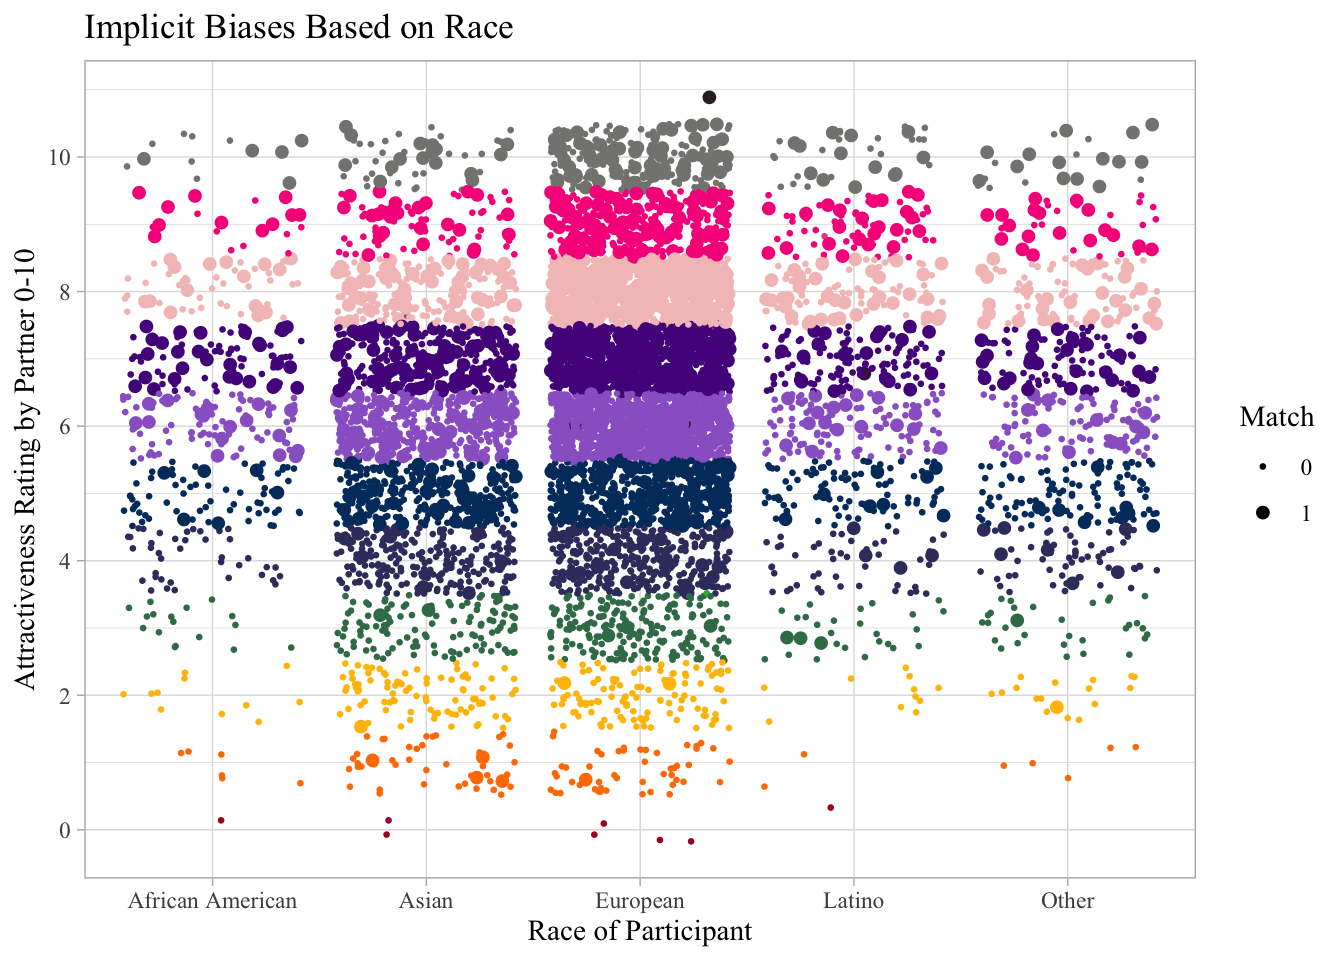 Implicit Biases Based on Race
Attractiveness Rating by Partner 0-10
10
8
6
4
2
0
African American
Asian
European
Latino
Other
Race of Participant
Match
0
1